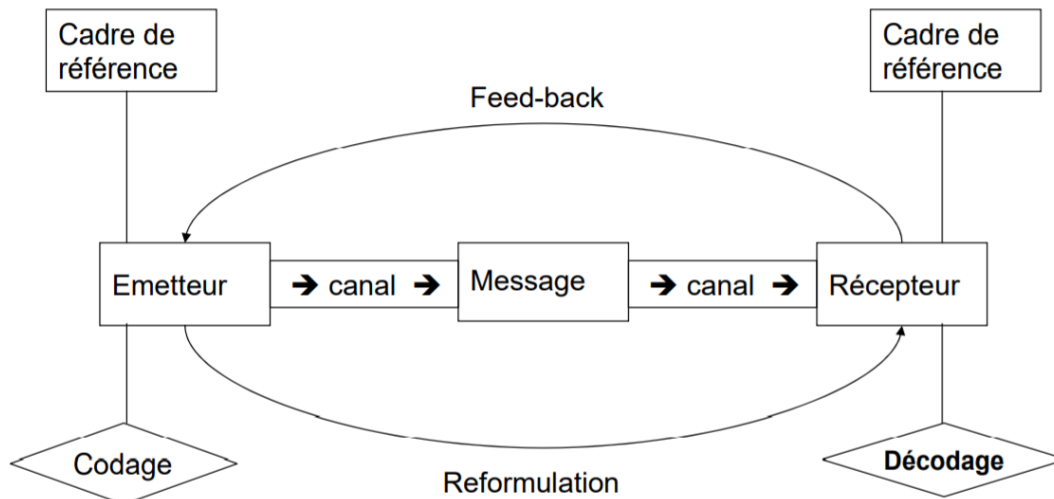 Cadre de
référence
Cadre de
référence
Feed-back
Emetteur
➔ canal ➔
Message
➔ canal ➔
Récepteur
Codage
Décodage
Reformulation